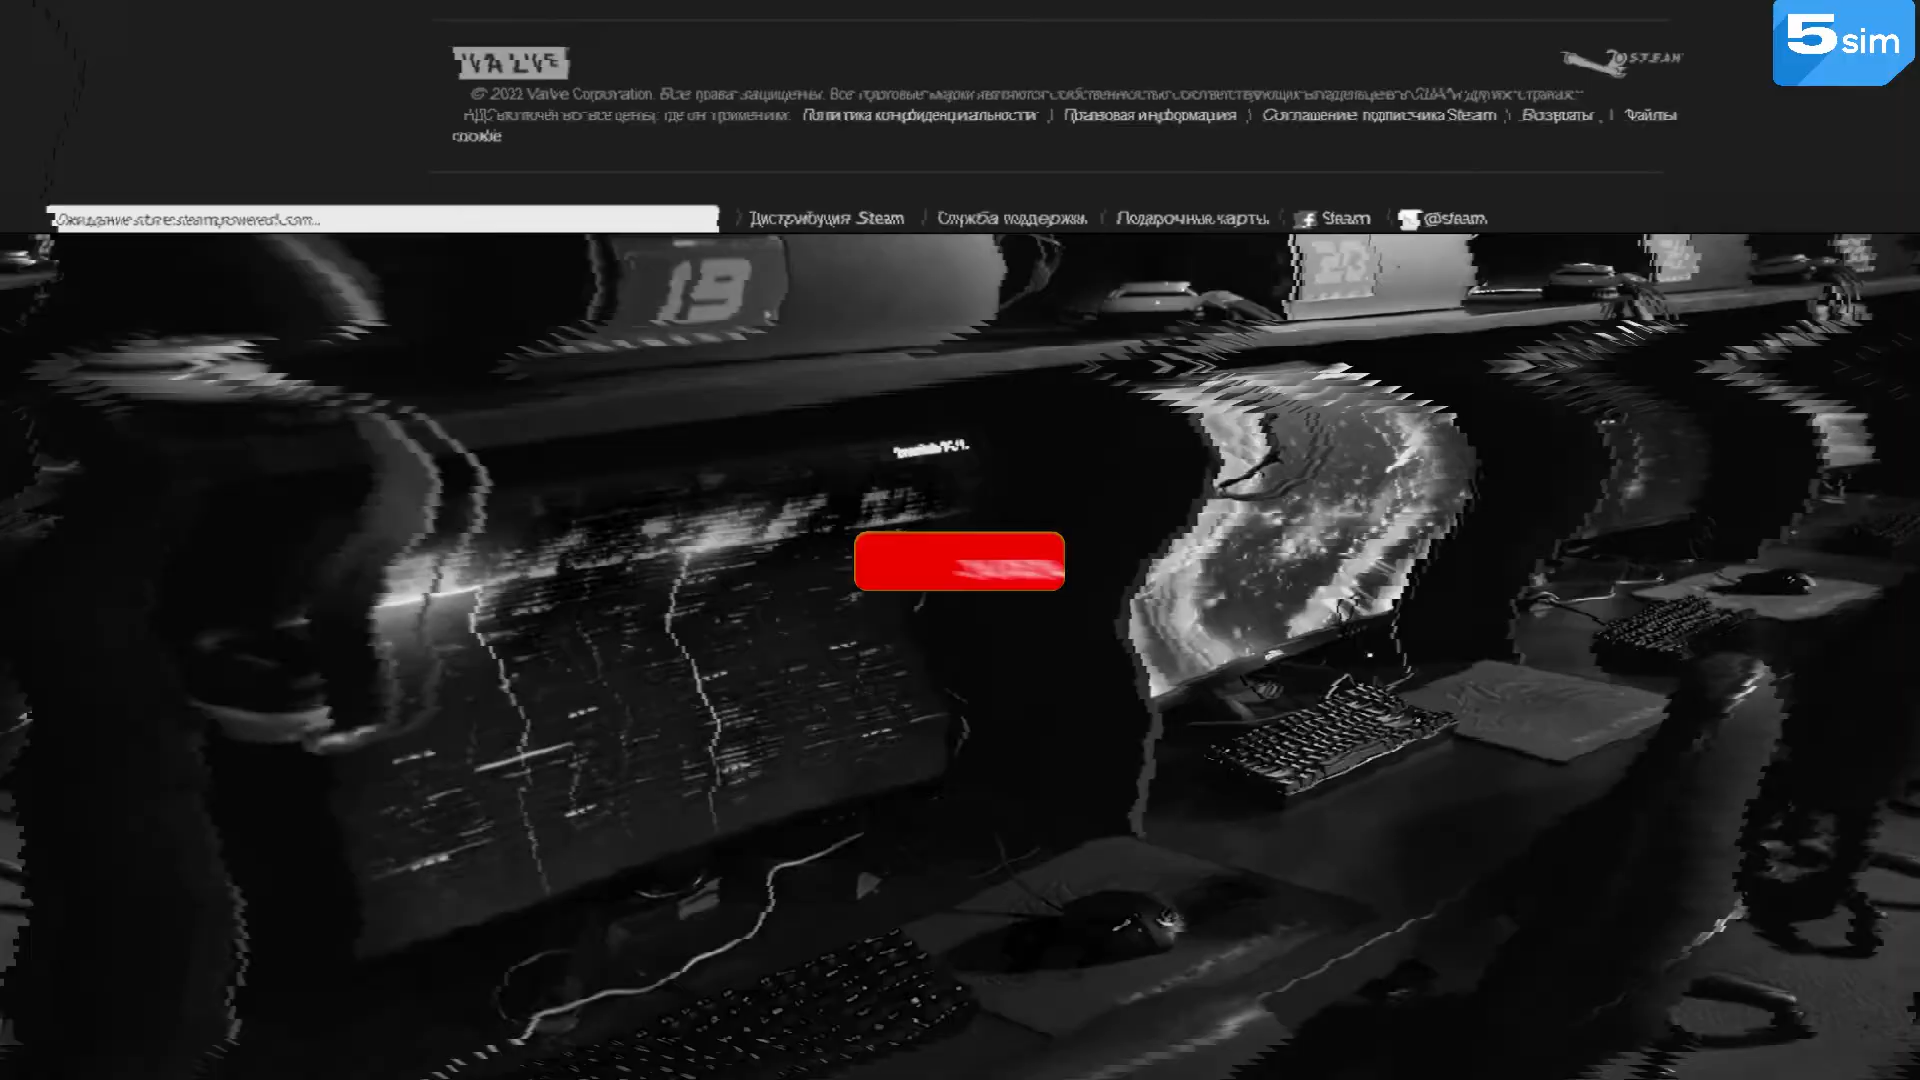 5sim
VALVE
STEAM
© 2022 Valve Corporation. Все права защищены. Все торговые марки являются собственностью соответствующих владельцев в США и других странах.
НДС включён во все цены, где он применим. Политика конфиденциальности | Правовая информация | Соглашение подписчика Steam | Возвраты | Файлы
cookie
Ожидание store.steampowered.com...
Дистрибуция Steam | Служба поддержки | Подарочные карты | Steam | @steam
19
20